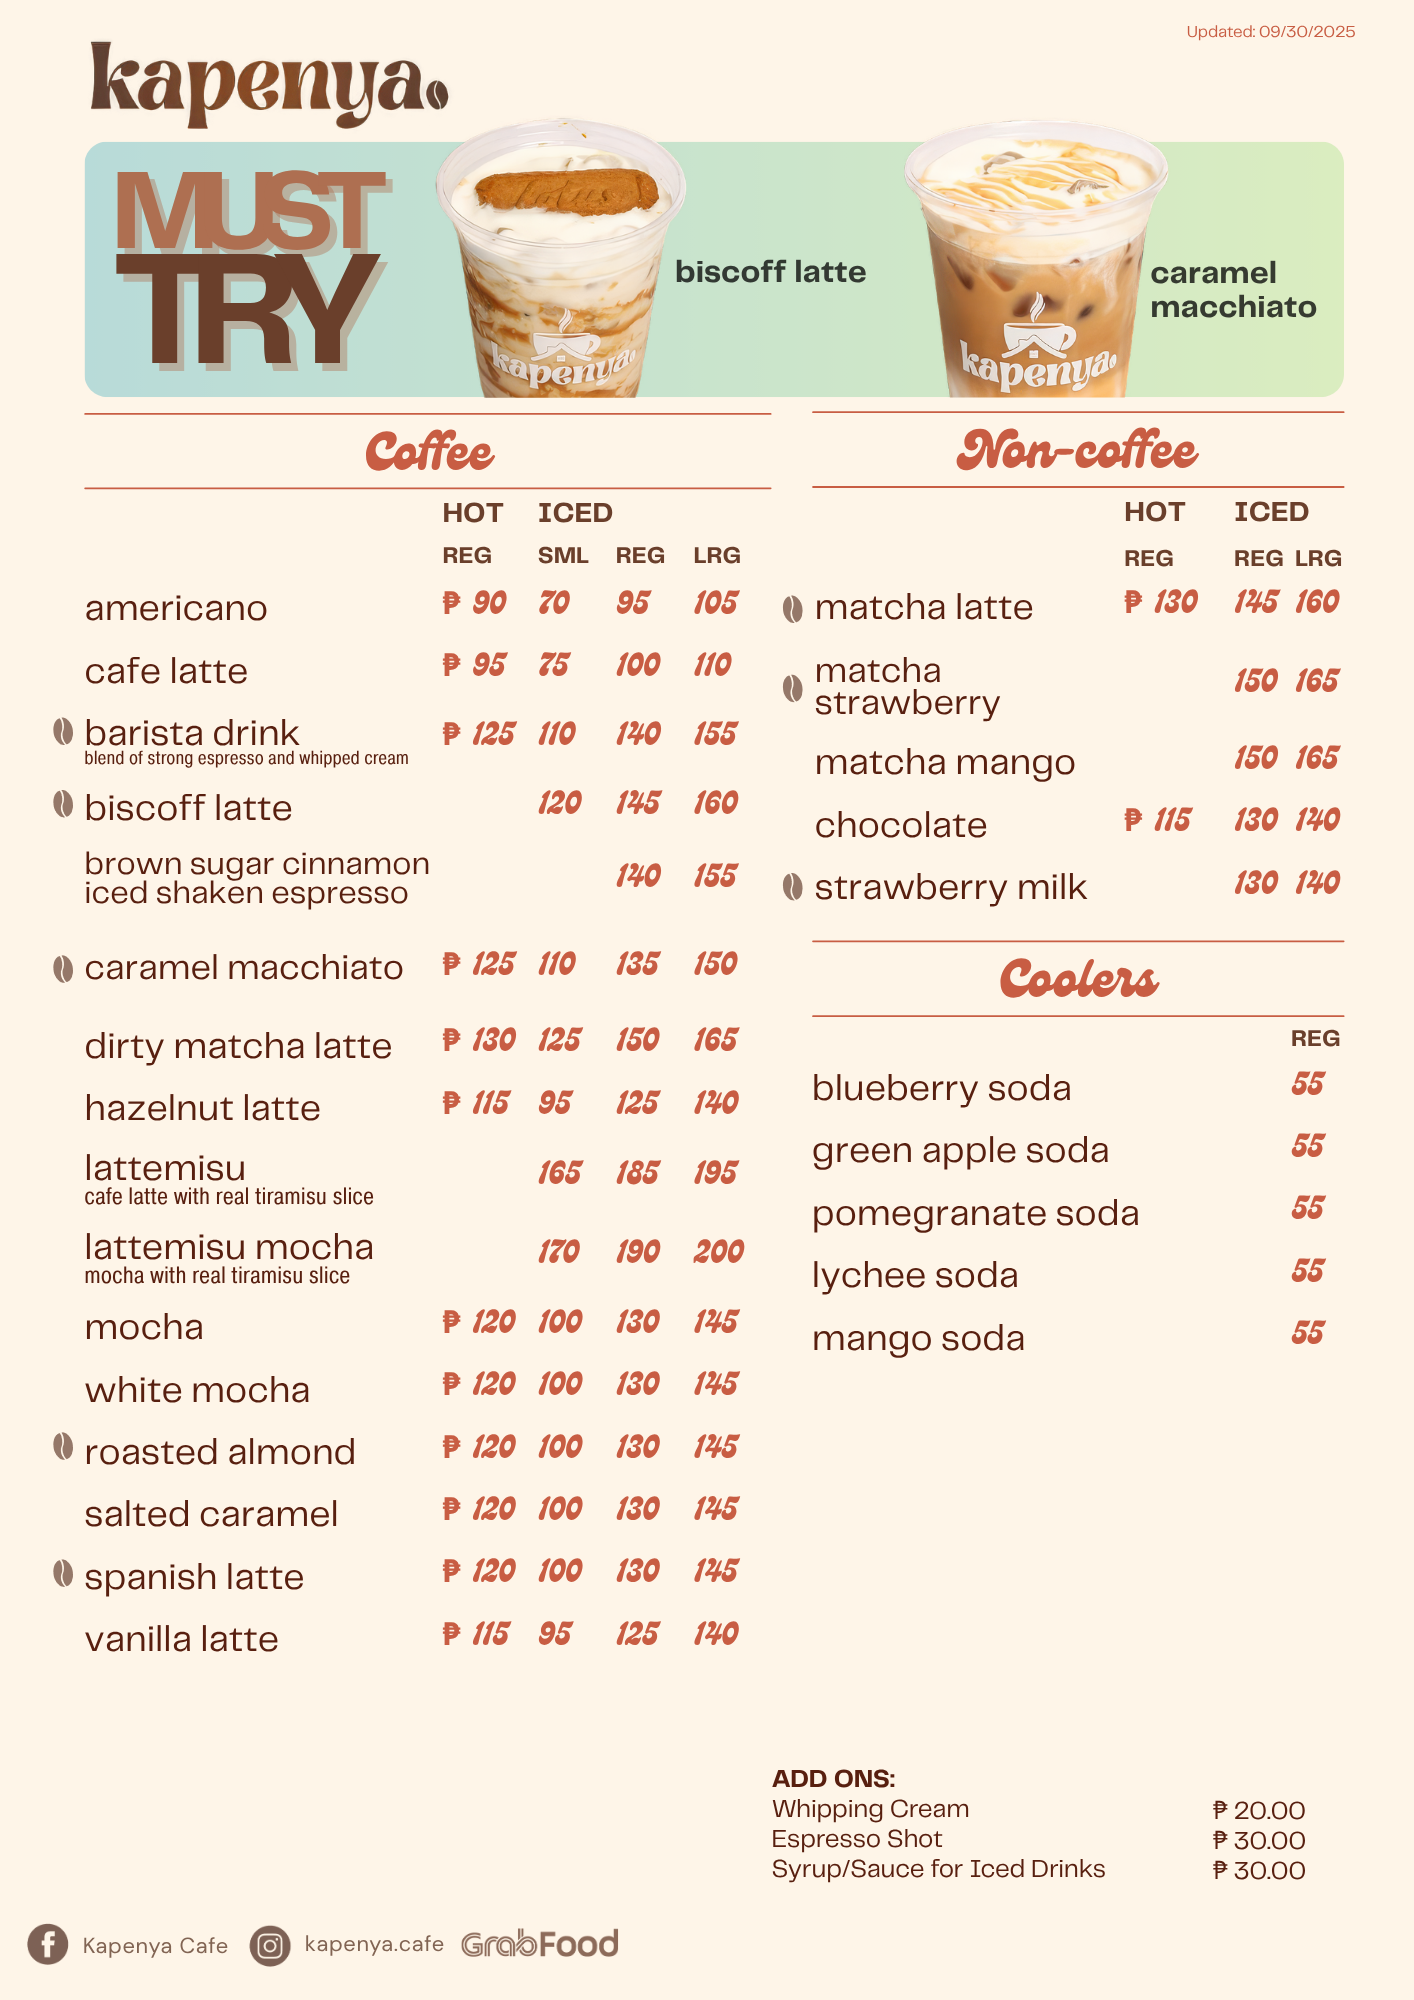 Updated: 09/30/2025
kapenya.
MUST
TRY
biscoff latte
caramel
macchiato
kapenya.
kapenya.
Coffee
HOT ICED
REG SML REG LRG
americano ₱ 90 70 95 105
cafe latte ₱ 95 75 100 110
barista drink ₱ 125 110 140 155
blend of strong espresso and whipped cream
biscoff latte 120 145 160
brown sugar cinnamon
iced shaken espresso 140 155
caramel macchiato ₱ 125 110 135 150
dirty matcha latte ₱ 130 125 150 165
hazelnut latte ₱ 115 95 125 140
lattemisu 165 185 195
cafe latte with real tiramisu slice
lattemisu mocha 170 190 200
mocha with real tiramisu slice
mocha ₱ 120 100 130 145
white mocha ₱ 120 100 130 145
roasted almond ₱ 120 100 130 145
salted caramel ₱ 120 100 130 145
spanish latte ₱ 120 100 130 145
vanilla latte ₱ 115 95 125 140
Non-coffee
HOT ICED
REG REG LRG
matcha latte ₱ 130 145 160
matcha
strawberry 150 165
matcha mango 150 165
chocolate ₱ 115 130 140
strawberry milk 130 140
Coolers
REG
blueberry soda 55
green apple soda 55
pomegranate soda 55
lychee soda 55
mango soda 55
ADD ONS:
Whipping Cream ₱ 20.00
Espresso Shot ₱ 30.00
Syrup/Sauce for Iced Drinks ₱ 30.00
Kapenya Cafe kapenya.cafe GrabFood